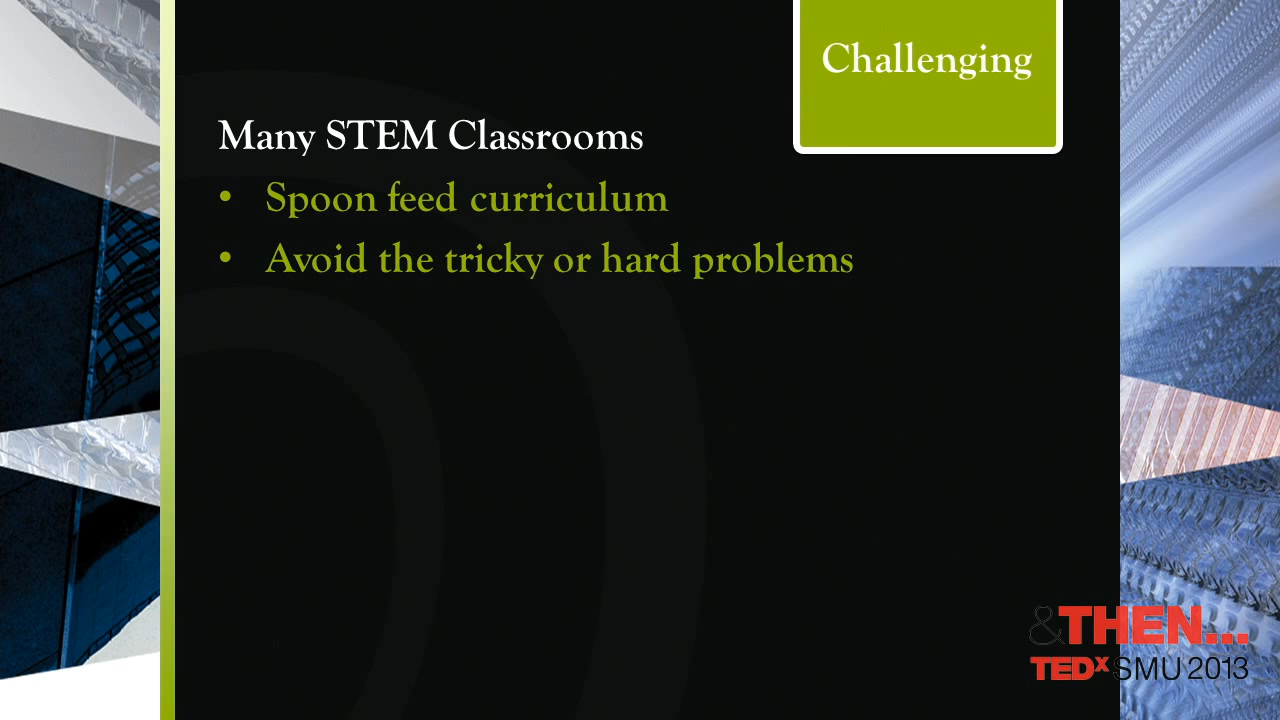 Challenging
Many STEM Classrooms
• Spoon feed curriculum
• Avoid the tricky or hard problems
&THEN...
TEDx SMU 2013